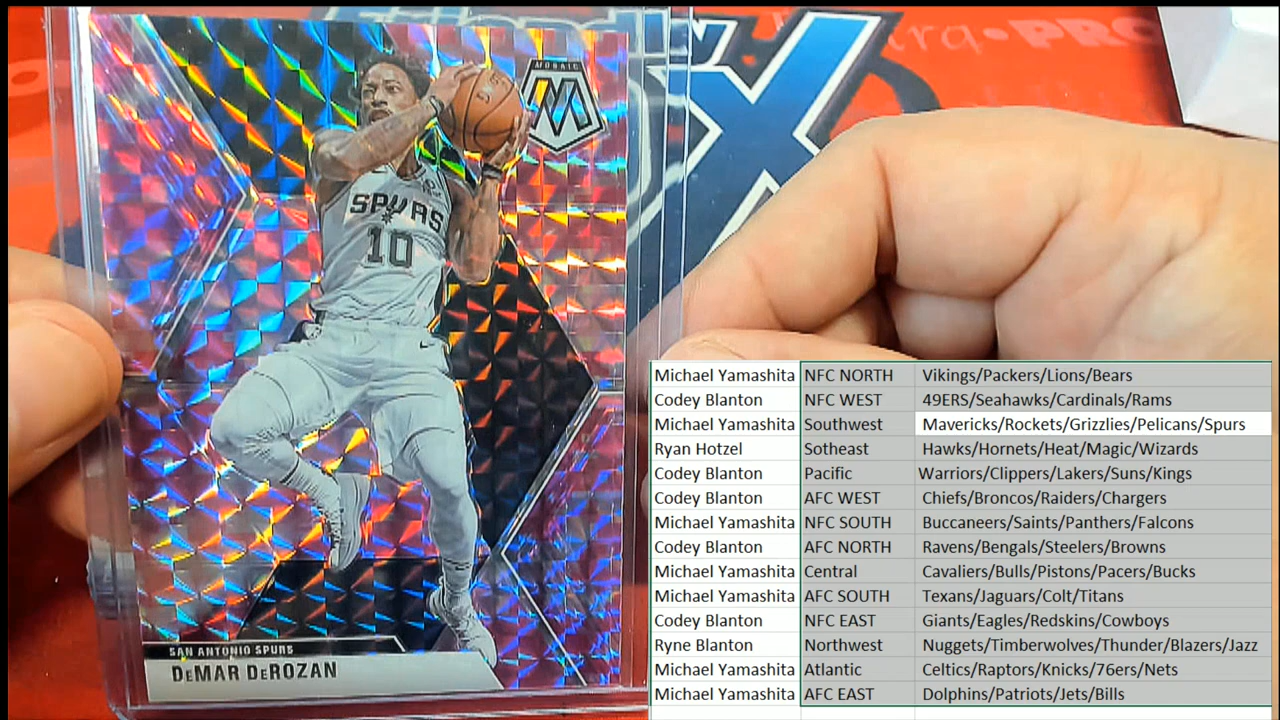 MOSAIC
M
SPURS
10
SAN ANTONIO SPURS
DEMAR DEROZAN
PRO
Michael Yamashita NFC NORTH Vikings/Packers/Lions/Bears
Codey Blanton NFC WEST 49ERS/Seahawks/Cardinals/Rams
Michael Yamashita Southwest Mavericks/Rockets/Grizzlies/Pelicans/Spurs
Ryan Hotzel Sotheast Hawks/Hornets/Heat/Magic/Wizards
Codey Blanton Pacific Warriors/Clippers/Lakers/Suns/Kings
Codey Blanton AFC WEST Chiefs/Broncos/Raiders/Chargers
Michael Yamashita NFC SOUTH Buccaneers/Saints/Panthers/Falcons
Codey Blanton AFC NORTH Ravens/Bengals/Steelers/Browns
Michael Yamashita Central Cavaliers/Bulls/Pistons/Pacers/Bucks
Michael Yamashita AFC SOUTH Texans/Jaguars/Colt/Titans
Codey Blanton NFC EAST Giants/Eagles/Redskins/Cowboys
Ryne Blanton Northwest Nuggets/Timberwolves/Thunder/Blazers/Jazz
Michael Yamashita Atlantic Celtics/Raptors/Knicks/76ers/Nets
Michael Yamashita AFC EAST Dolphins/Patriots/Jets/Bills